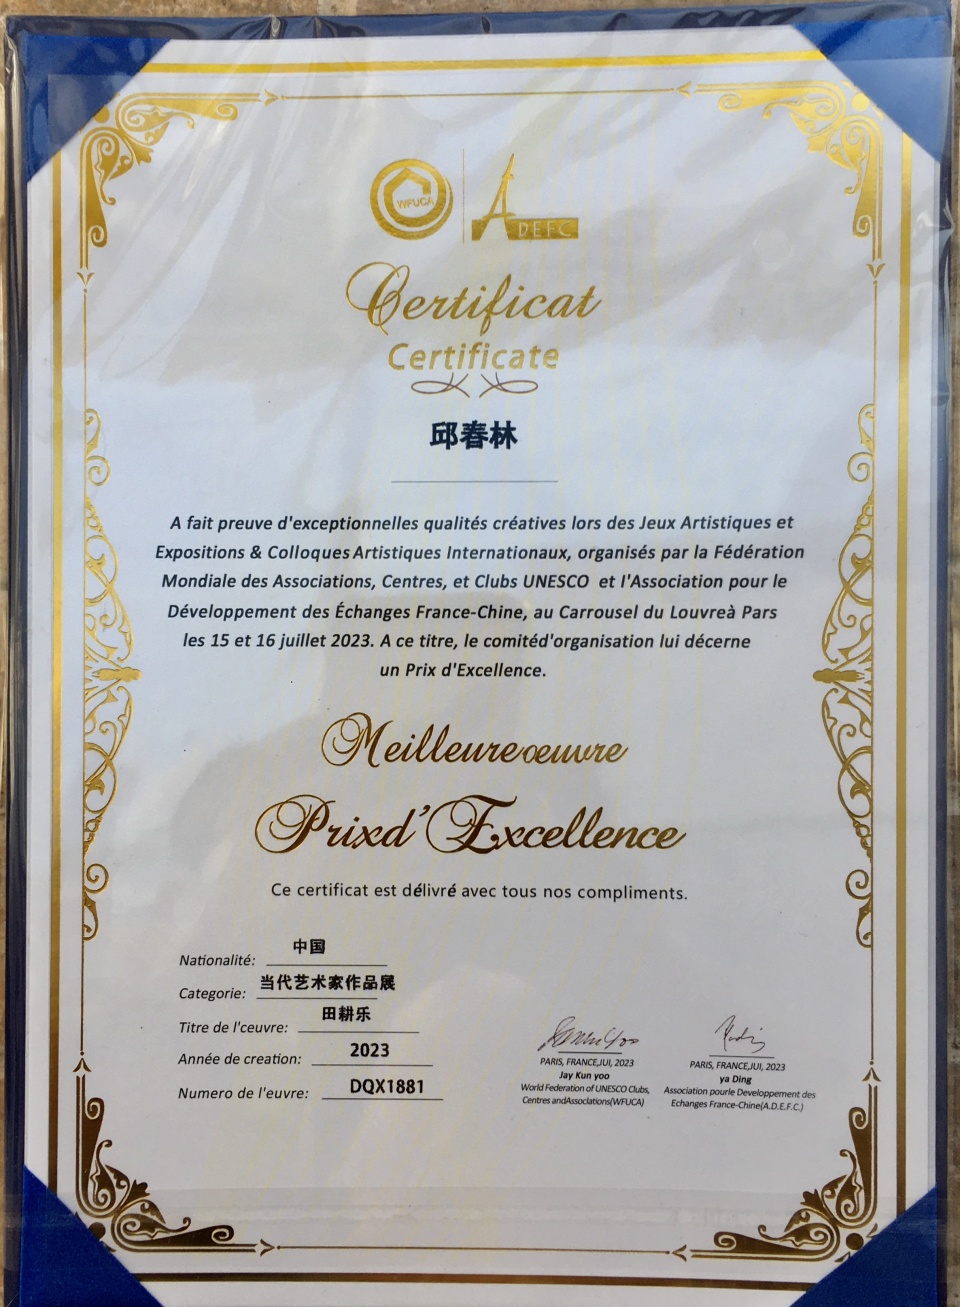 WFUCA
ADEFC
Certificat
Certificate
邱春林
A fait preuve d'exceptionnelles qualités créatives lors des Jeux Artistiques et
Expositions & Colloques Artistiques Internationaux, organisés par la Fédération
Mondiale des Associations, Centres, et Clubs UNESCO et l'Association pour le
Développement des Échanges France-Chine, au Carrousel du Louvreà Pars
les 15 et 16 juillet 2023. A ce titre, le comitéd'organisation lui décerne
un Prix d'Excellence.
Meilleure œuwre
Prixd'Excellence
Ce certificat est délivré avec tous nos compliments.
Nationalité: 中国
Categorie: 当代艺术家作品展
Titre de l'œuvre: 田耕乐
Année de creation: 2023
Numero de l'euvre: DQX1881
PARIS, FRANCE,JUI, 2023
Jay Kun yoo
World Federation of UNESCO Clubs,
Centres andAssociations(WFUCA)
PARIS, FRANCE,JUI, 2023
ya Ding
Association pourle Developpement des
Echanges France-Chine(A.D.E.F.C.)